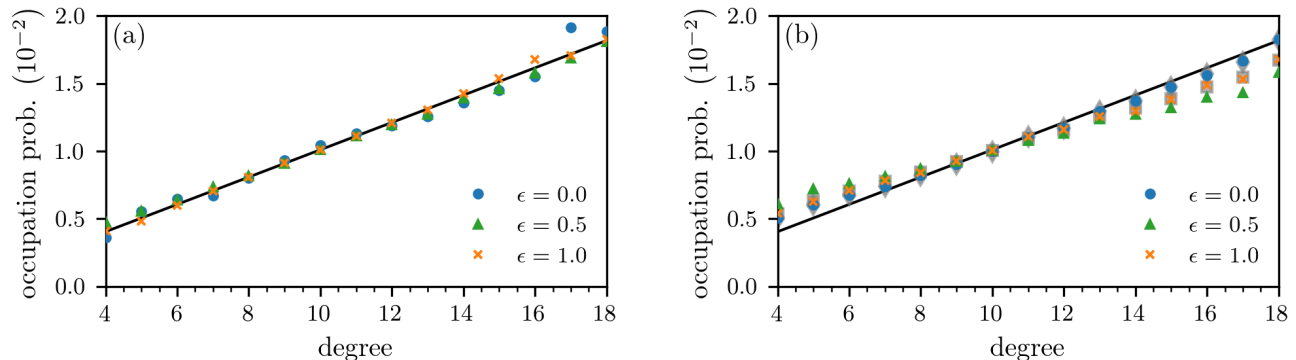 (a)
occupation prob. (10⁻²)
2.0
1.5
1.0
0.5
0.0
ϵ = 0.0
ϵ = 0.5
ϵ = 1.0
4 6 8 10 12 14 16 18
degree
(b)
occupation prob. (10⁻²)
2.0
1.5
1.0
0.5
0.0
ϵ = 0.0
ϵ = 0.5
ϵ = 1.0
4 6 8 10 12 14 16 18
degree